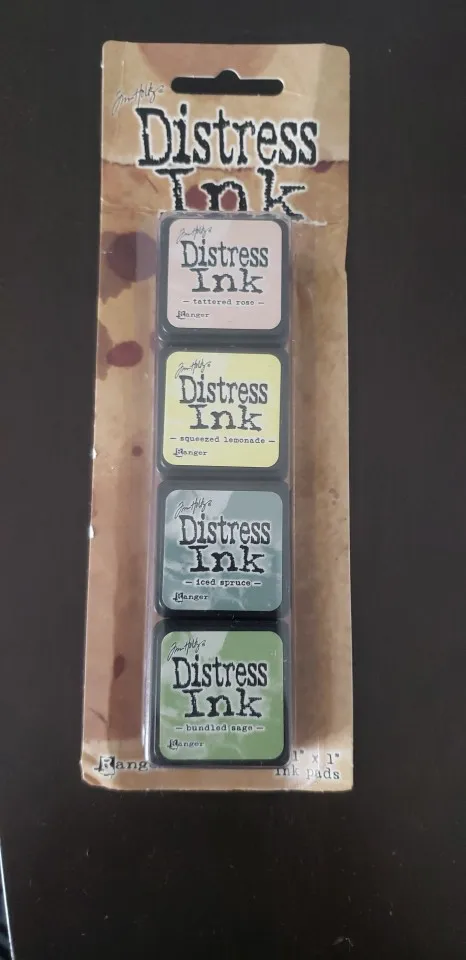 Tim Holtz
Distress
Ink
Tim Holtz
Distress
Ink
– tattered rose –
Ranger
Tim Holtz
Distress
Ink
– squeezed lemonade –
Ranger
Tim Holtz
Distress
Ink
– iced spruce –
Ranger
Tim Holtz
Distress
Ink
– bundled sage –
Ranger
Range
1" x 1"
ink pads